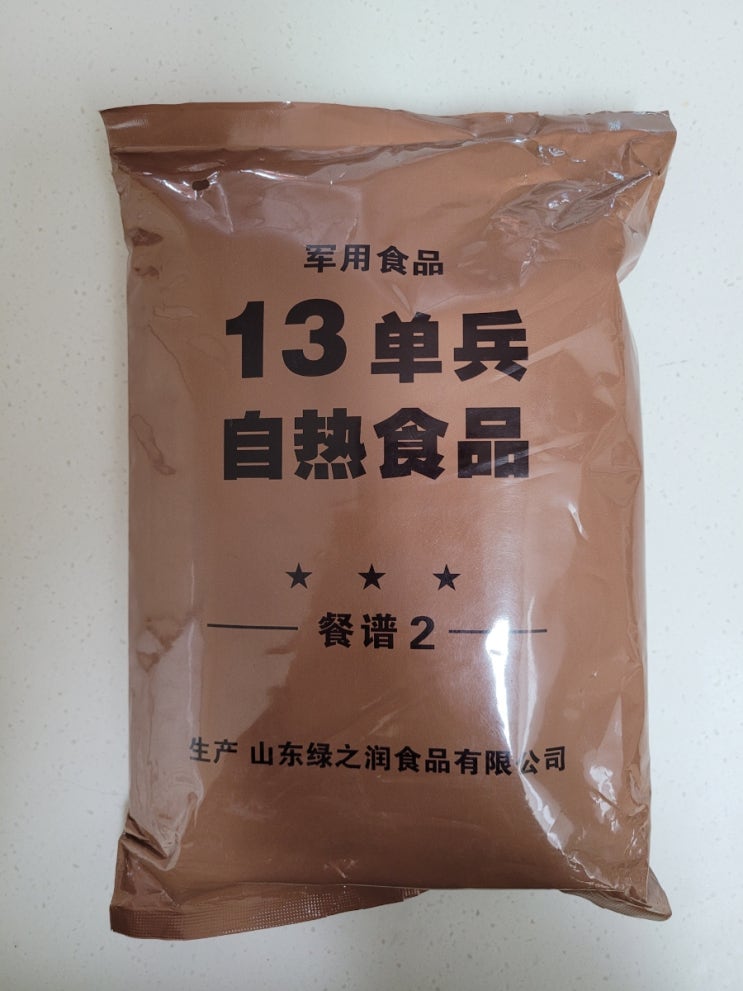 军用食品
13单兵
自热食品
★ ★ ★
餐谱2
生产 山东绿之润食品有限公司